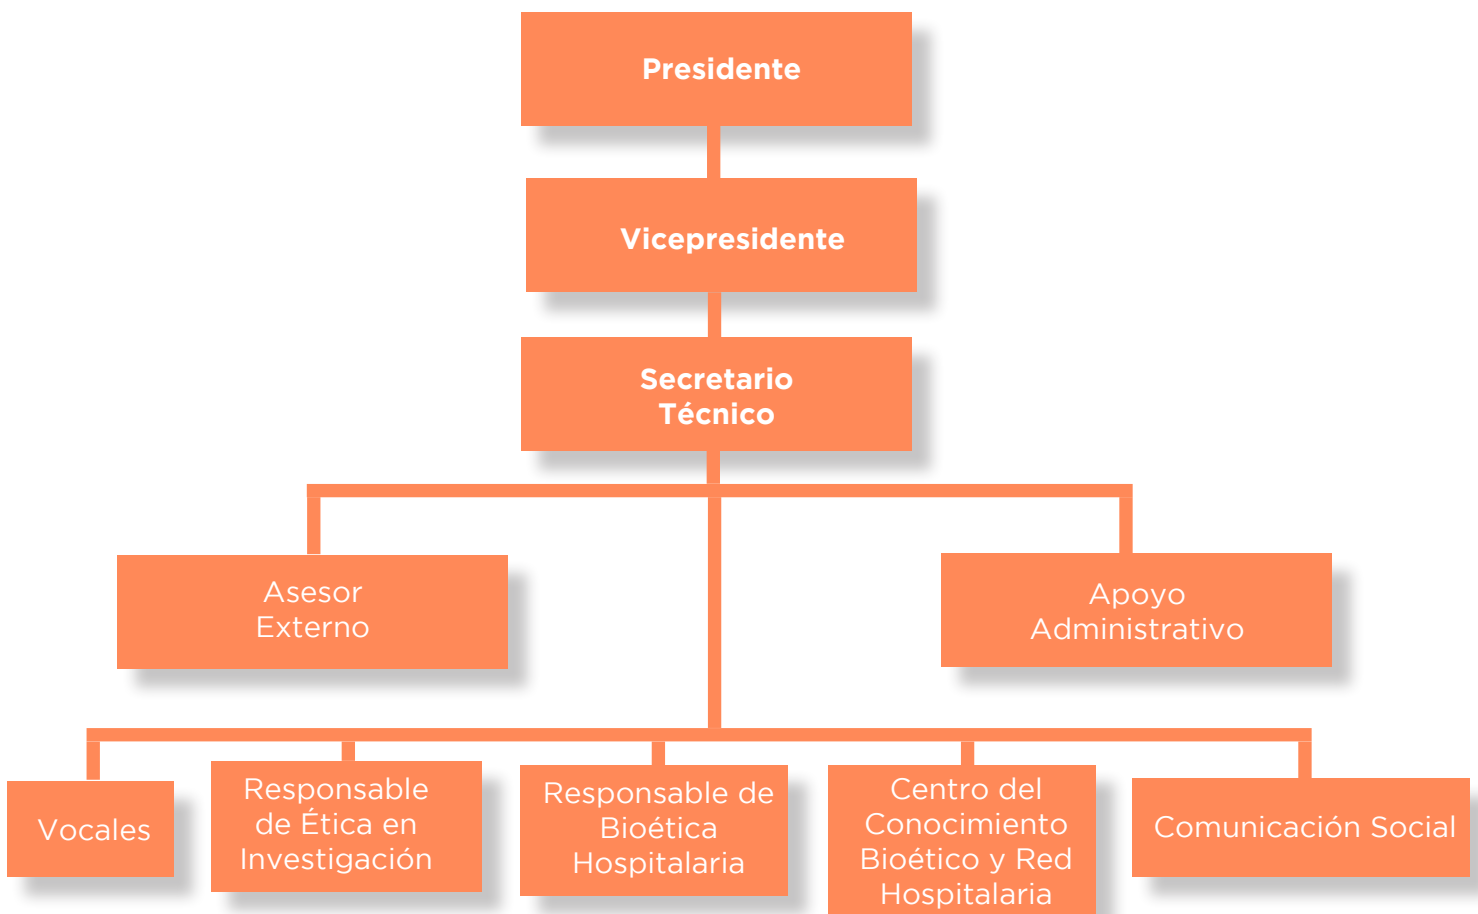 Presidente
Vicepresidente
Secretario
Técnico
Asesor
Externo
Apoyo
Administrativo
Vocales
Responsable
de Ética en
Investigación
Responsable de
Bioética
Hospitalaria
Centro del
Conocimiento
Bioético y Red
Hospitalaria
Comunicación Social